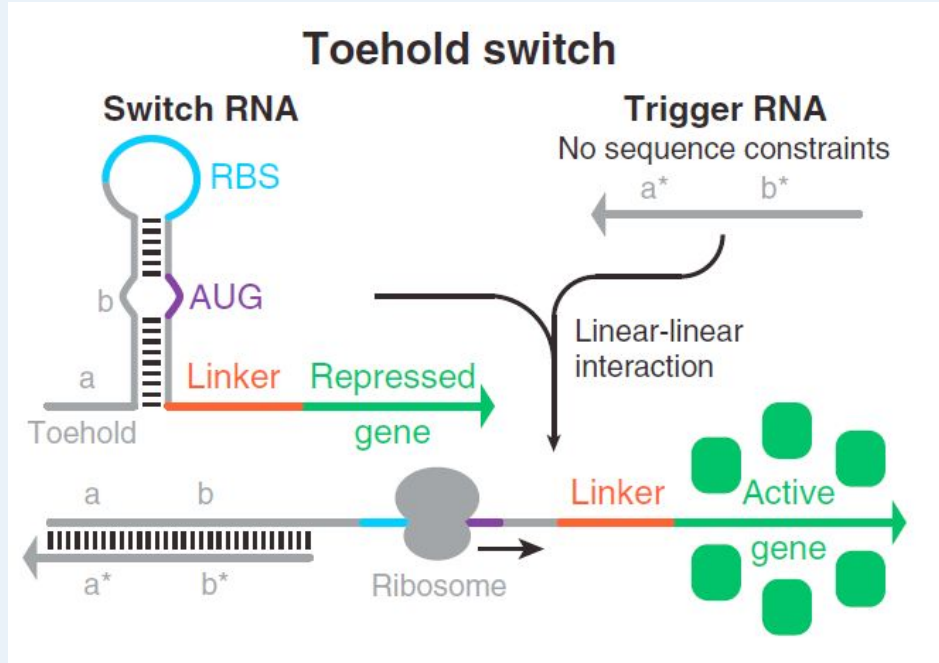 Toehold switch
Switch RNA
RBS
b
AUG
a
Linker
Repressed
gene
Toehold
Trigger RNA
No sequence constraints
a* b*
Linear-linear
interaction
a b
a* b*
Ribosome
Linker
Active
gene